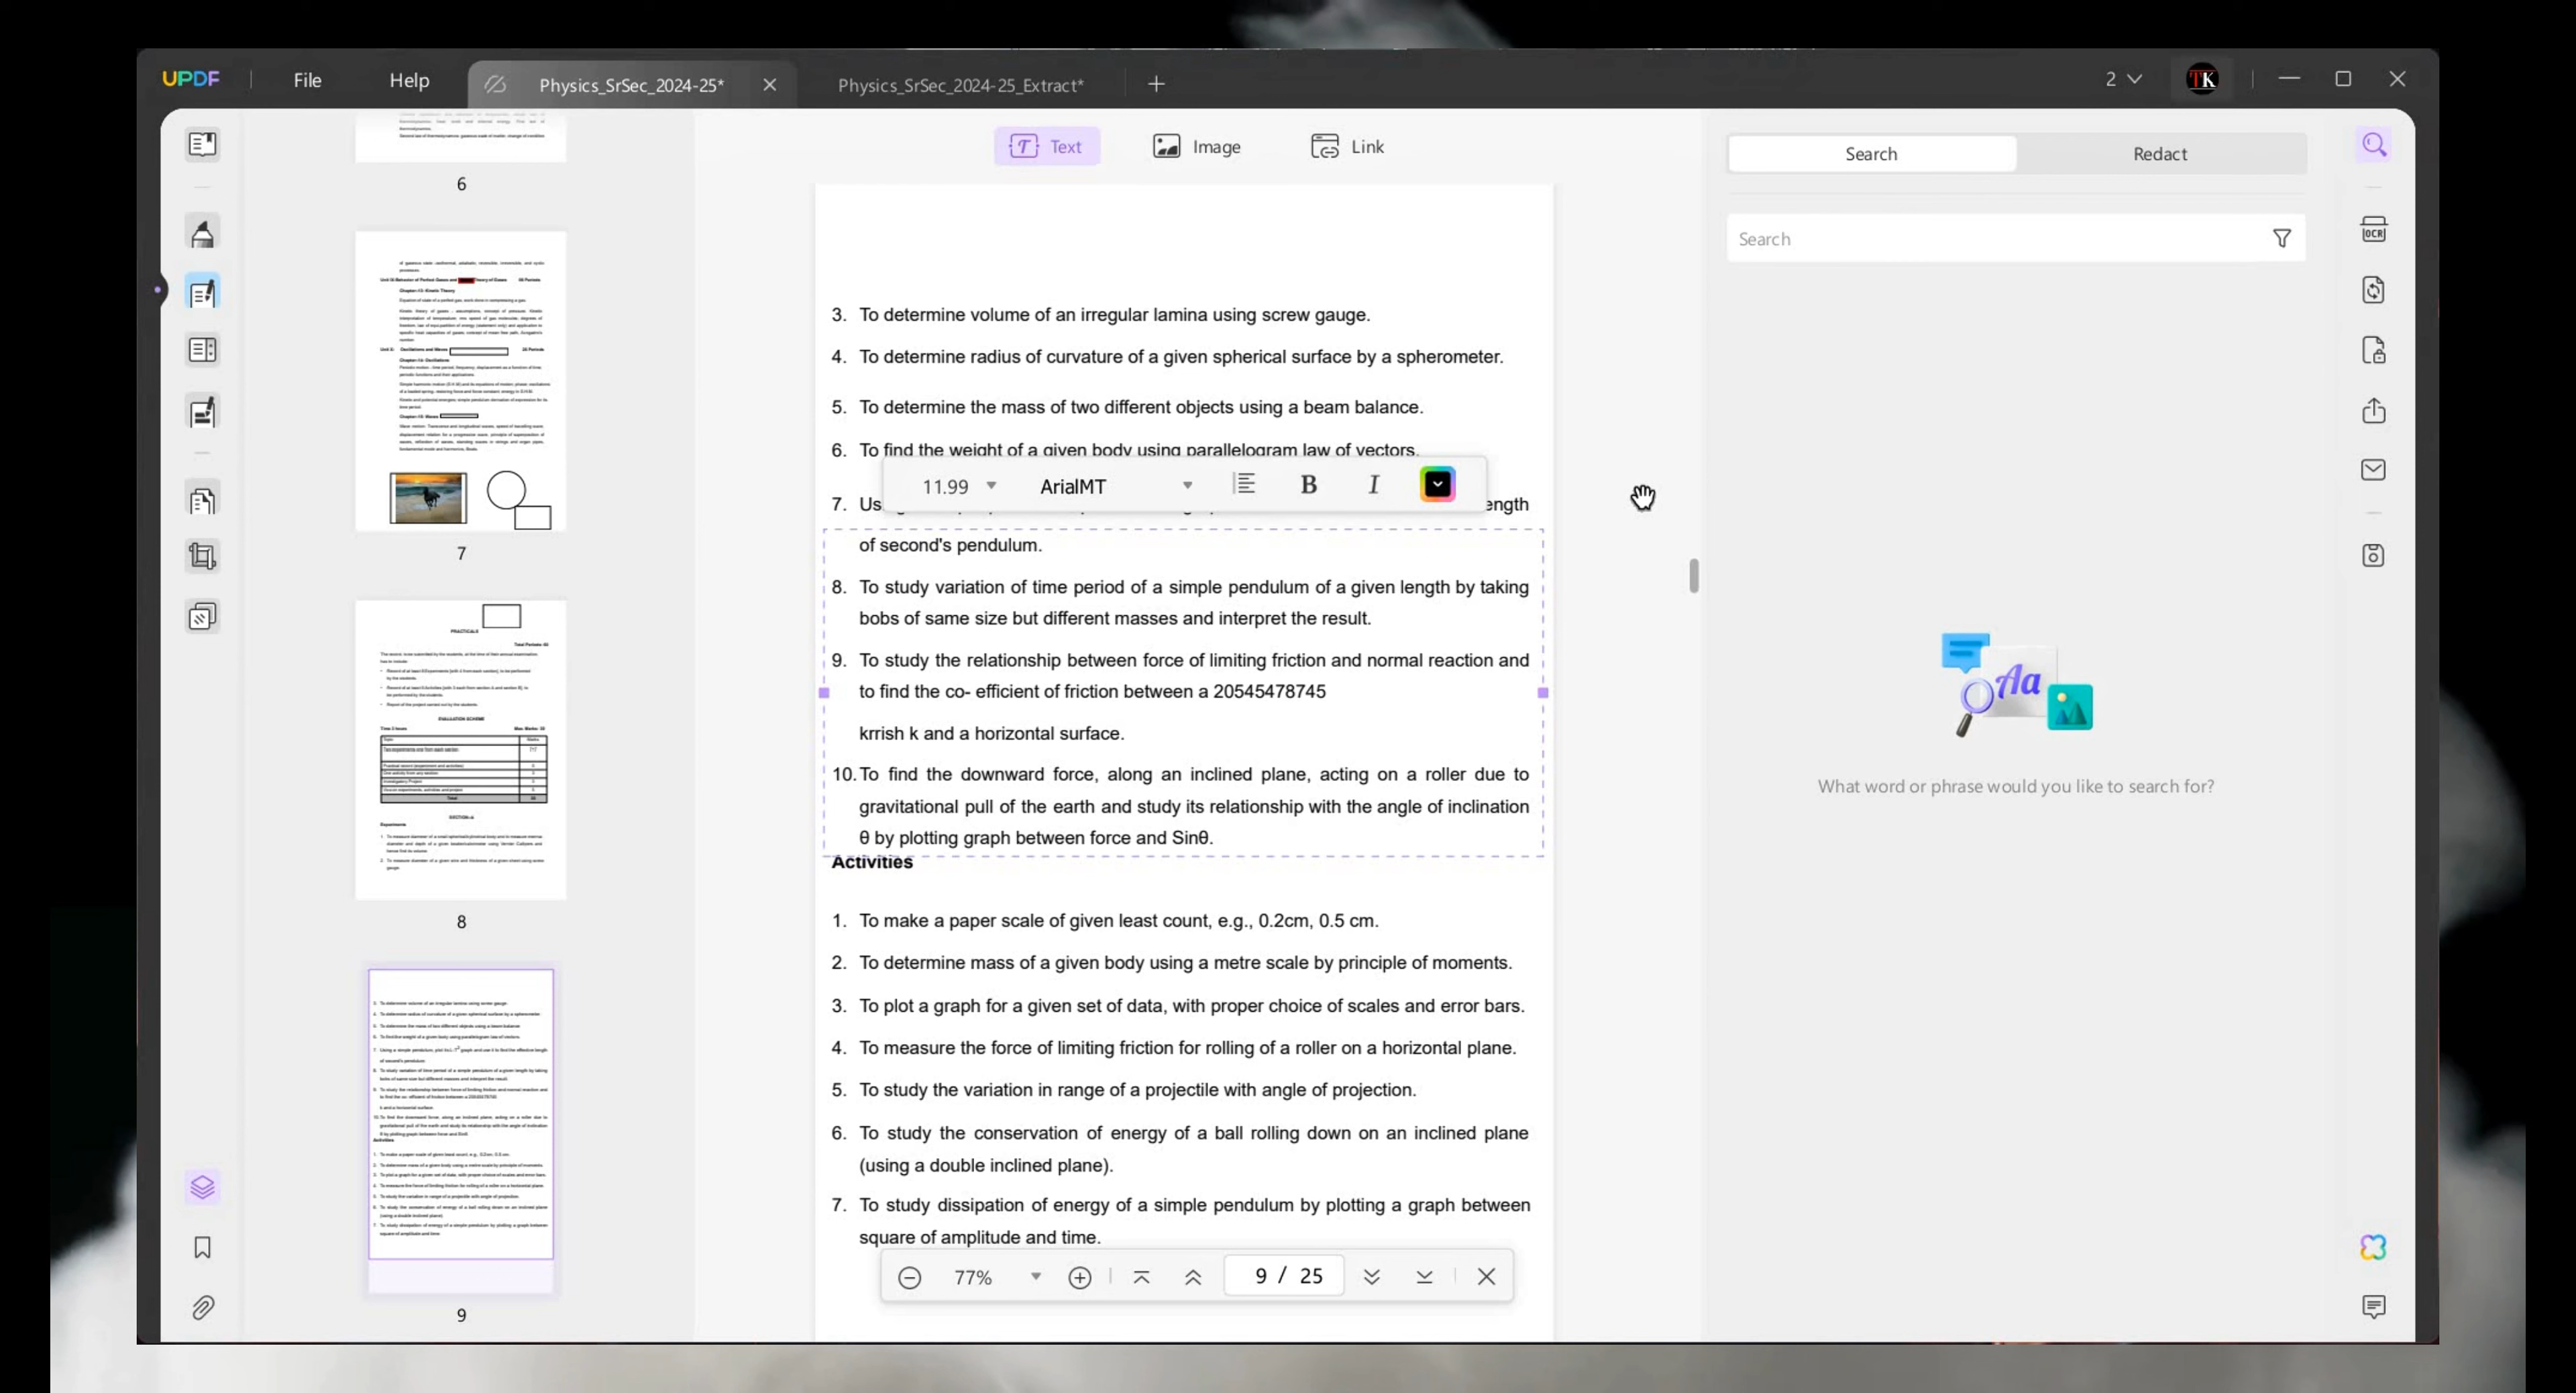 UPDF
File
Help
Physics_SrSec_2024-25*
Physics_SrSec_2024-25_Extract*
2
TK
Text
Image
Link
Search
Redact
Search
OCR
6
7
8
9
PRACTICALS
EVALUATION SCHEME
3. To determine volume of an irregular lamina using screw gauge.
4. To determine radius of curvature of a given spherical surface by a spherometer.
5. To determine the mass of two different objects using a beam balance.
6. To find the weight of a given body using parallelogram law of vectors.
11.99
ArialMT
B
I
7. Us
ength
of second's pendulum.
8. To study variation of time period of a simple pendulum of a given length by taking
bobs of same size but different masses and interpret the result.
9. To study the relationship between force of limiting friction and normal reaction and
to find the co- efficient of friction between a 20545478745
krrish k and a horizontal surface.
10. To find the downward force, along an inclined plane, acting on a roller due to
gravitational pull of the earth and study its relationship with the angle of inclination
θ by plotting graph between force and Sinθ.
Activities
1. To make a paper scale of given least count, e.g., 0.2cm, 0.5 cm.
2. To determine mass of a given body using a metre scale by principle of moments.
3. To plot a graph for a given set of data, with proper choice of scales and error bars.
4. To measure the force of limiting friction for rolling of a roller on a horizontal plane.
5. To study the variation in range of a projectile with angle of projection.
6. To study the conservation of energy of a ball rolling down on an inclined plane
(using a double inclined plane).
7. To study dissipation of energy of a simple pendulum by plotting a graph between
square of amplitude and time.
77%
9 / 25
Aa
What word or phrase would you like to search for?